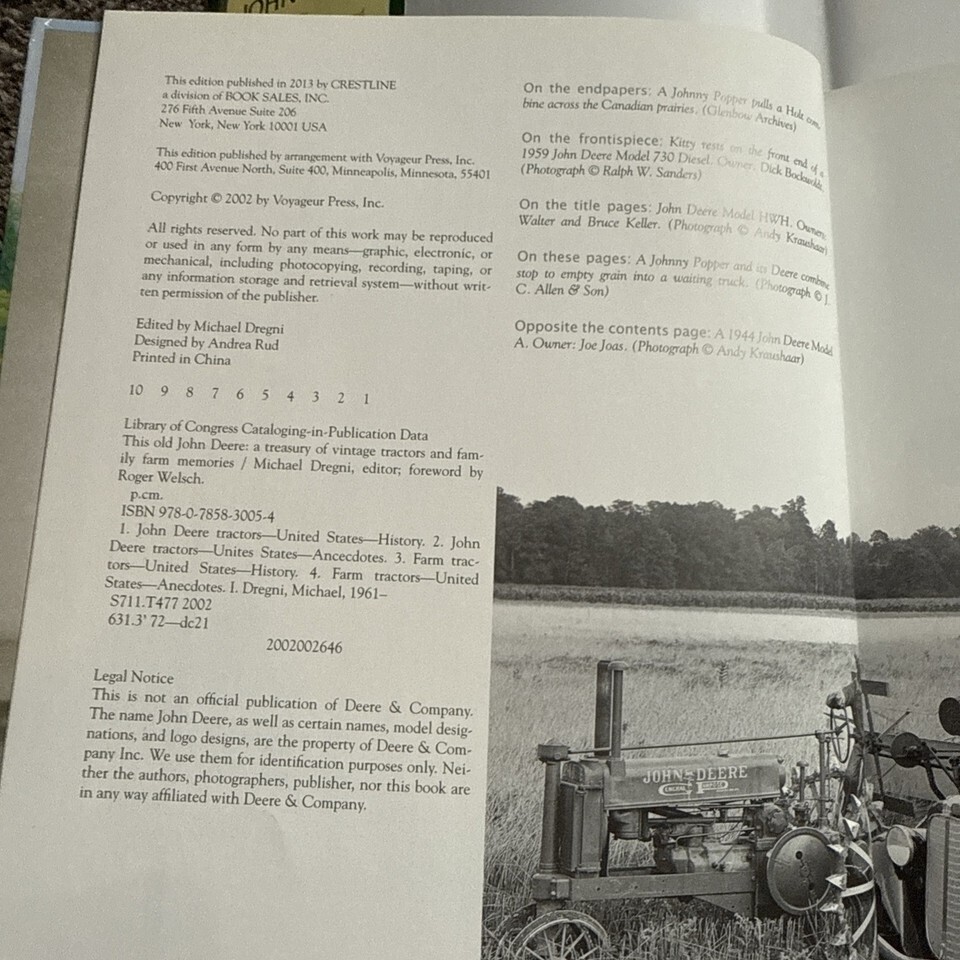 JOHN
This edition published in 2013 by CRESTLINE
a division of BOOK SALES, INC.
276 Fifth Avenue Suite 206
New York, New York 10001 USA
This edition published by arrangement with Voyageur Press, Inc.
400 First Avenue North, Suite 400, Minneapolis, Minnesota, 55401
Copyright © 2002 by Voyageur Press, Inc.
All rights reserved. No part of this work may be reproduced
or used in any form by any means—graphic, electronic, or
mechanical, including photocopying, recording, taping, or
any information storage and retrieval system—without writ-
ten permission of the publisher.
Edited by Michael Dregni
Designed by Andrea Rud
Printed in China
10 9 8 7 6 5 4 3 2 1
Library of Congress Cataloging-in-Publication Data
This old John Deere: a treasury of vintage tractors and fam-
ily farm memories / Michael Dregni, editor; foreword by
Roger Welsch.
p.cm.
ISBN 978-0-7858-3005-4
1. John Deere tractors—United States—History. 2. John
Deere tractors—Unites States—Ancecdotes. 3. Farm trac-
tors—United States—History. 4. Farm tractors—United
States—Anecdotes. I. Dregni, Michael, 1961–
S711.T477 2002
631.3' 72—dc21
2002002646
Legal Notice
This is not an official publication of Deere & Company.
The name John Deere, as well as certain names, model desig-
nations, and logo designs, are the property of Deere & Com-
pany Inc. We use them for identification purposes only. Nei-
ther the authors, photographers, publisher, nor this book are
in any way affiliated with Deere & Company.
On the endpapers: A Johnny Popper pulls a Holt com-
bine across the Canadian prairies. (Glenbow Archives)
On the frontispiece: Kitty rests on the front end of a
1959 John Deere Model 730 Diesel. Owner: Dick Bockwoldt.
(Photograph © Ralph W. Sanders)
On the title pages: John Deere Model HWH. Owners:
Walter and Bruce Keller. (Photograph © Andy Kraushaar)
On these pages: A Johnny Popper and its Deere combine
stop to empty grain into a waiting truck. (Photograph © J.
C. Allen & Son)
Opposite the contents page: A 1944 John Deere Model
A. Owner: Joe Joas. (Photograph © Andy Kraushaar)
JOHN DEERE